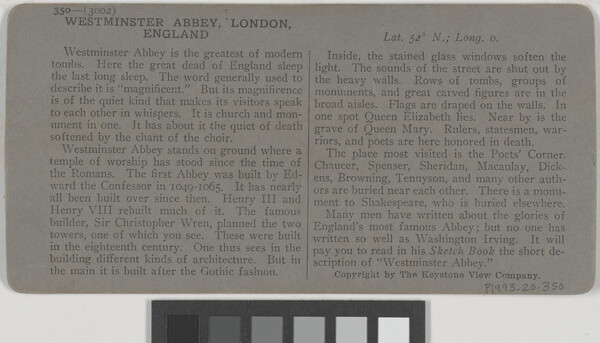 350—(3002)
WESTMINSTER ABBEY, LONDON,
ENGLAND
Westminster Abbey is the greatest of modern
tombs. Here the great dead of England sleep
the last long sleep. The word generally used to
describe it is "magnificent." But its magnificence
is of the quiet kind that makes its visitors speak
to each other in whispers. It is church and mon-
ument in one. It has about it the quiet of death
softened by the chant of the choir.
Westminster Abbey stands on ground where a
temple of worship has stood since the time of
the Romans. The first Abbey was built by Ed-
ward the Confessor in 1049-1065. It has nearly
all been built over since then. Henry III and
Henry VIII rebuilt much of it. The famous
builder, Sir Christopher Wren, planned the two
towers, one of which you see. These were built
in the eighteenth century. One thus sees in the
building different kinds of architecture. But in
the main it is built after the Gothic fashion.
Lat. 52° N.; Long. 0.
Inside, the stained glass windows soften the
light. The sounds of the street are shut out by
the heavy walls. Rows of tombs, groups of
monuments, and great carved figures are in the
broad aisles. Flags are draped on the walls. In
one spot Queen Elizabeth lies. Near by is the
grave of Queen Mary. Rulers, statesmen, war-
riors, and poets are here honored in death.
The place most visited is the Poets' Corner.
Chaucer, Spenser, Sheridan, Macaulay, Dick-
ens, Browning, Tennyson, and many other auth-
ors are buried near each other. There is a monu-
ment to Shakespeare, who is buried elsewhere.
Many men have written about the glories of
England's most famous Abbey; but no one has
written so well as Washington Irving. It will
pay you to read in his Sketch Book the short de-
scription of "Westminster Abbey."
Copyright by The Keystone View Company.
P1993.20.350